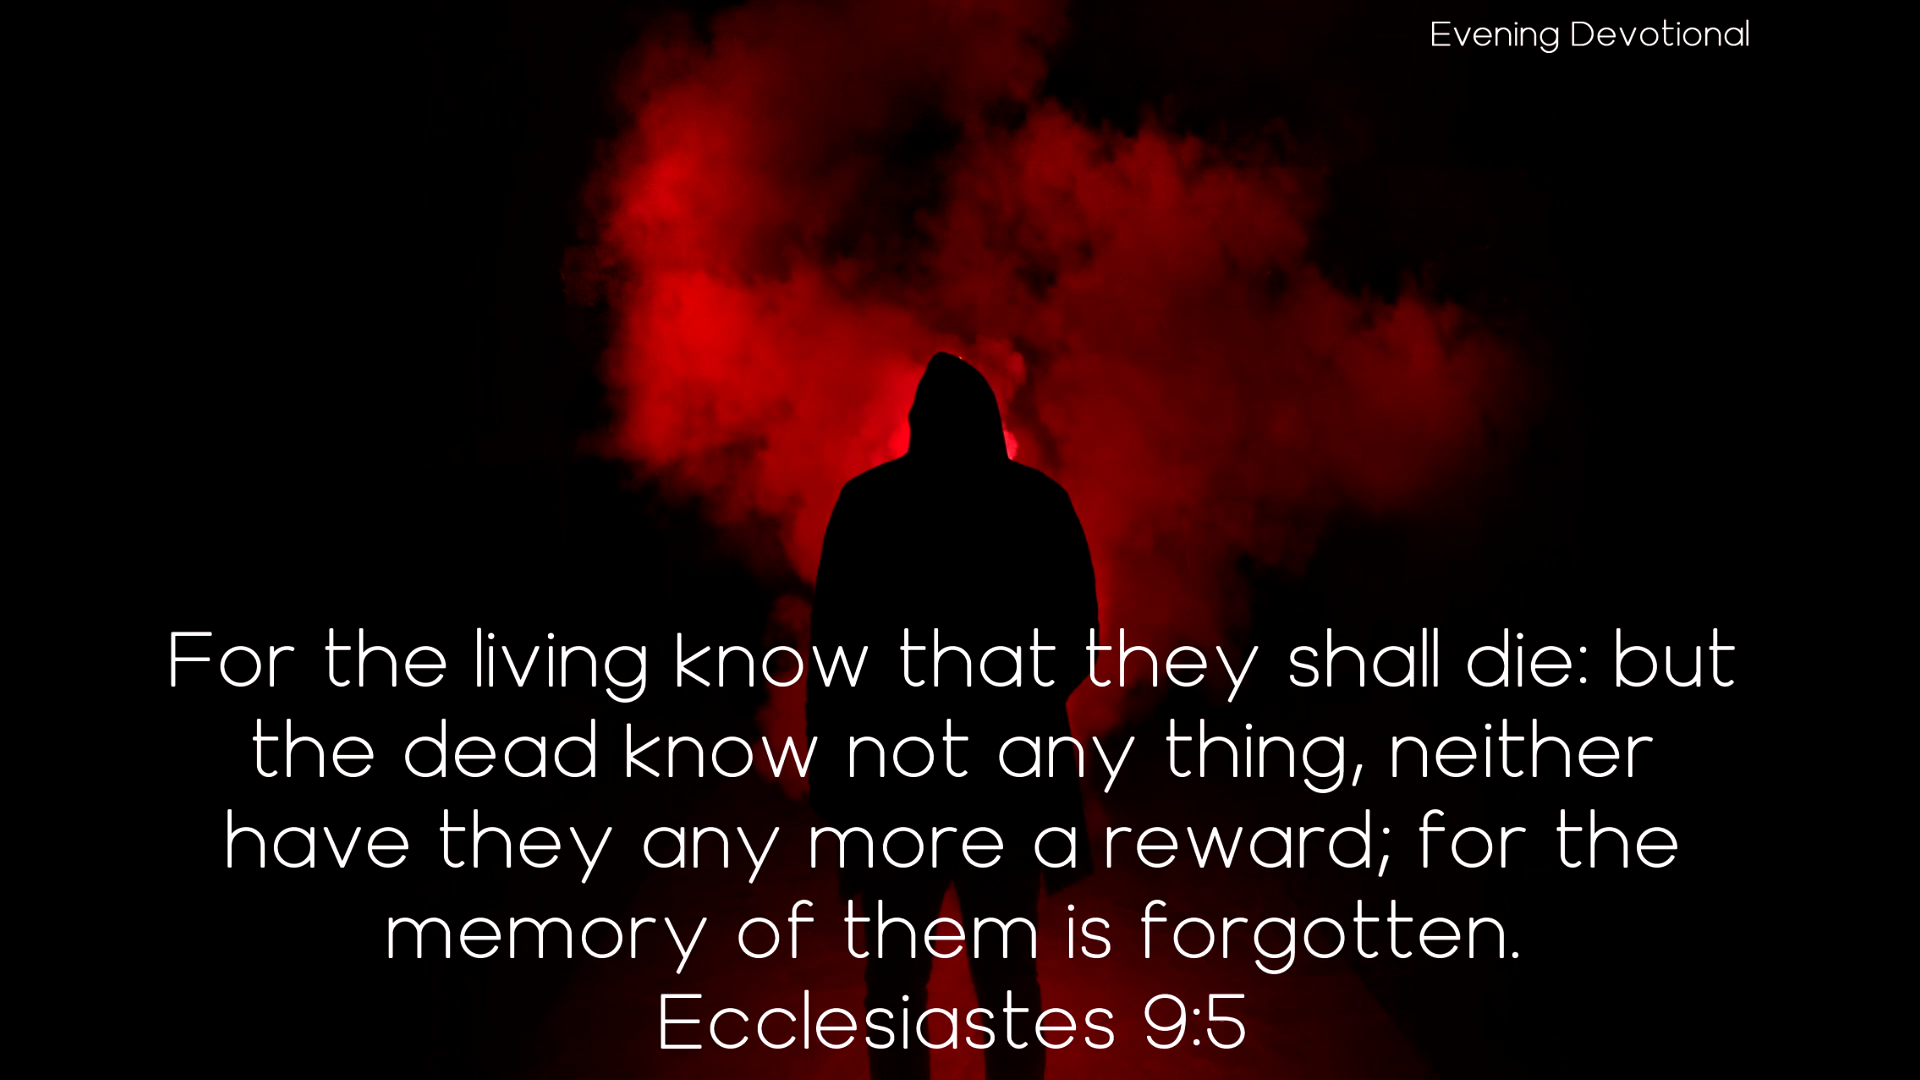 Evening Devotional
For the living know that they shall die: but
the dead know not any thing, neither
have they any more a reward; for the
memory of them is forgotten.
Ecclesiastes 9:5